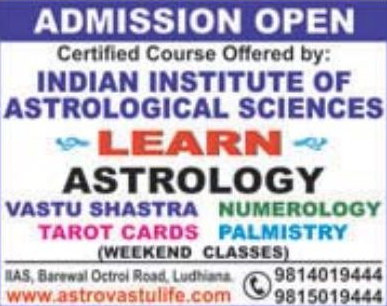 ADMISSION OPEN
Certified Course Offered by:
INDIAN INSTITUTE OF
ASTROLOGICAL SCIENCES
LEARN
ASTROLOGY
VASTU SHASTRA NUMEROLOGY
TAROT CARDS PALMISTRY
(WEEKEND CLASSES)
IIAS, Barewal Octroi Road, Ludhiana. 9814019444
www.astrovastulife.com 9815019444